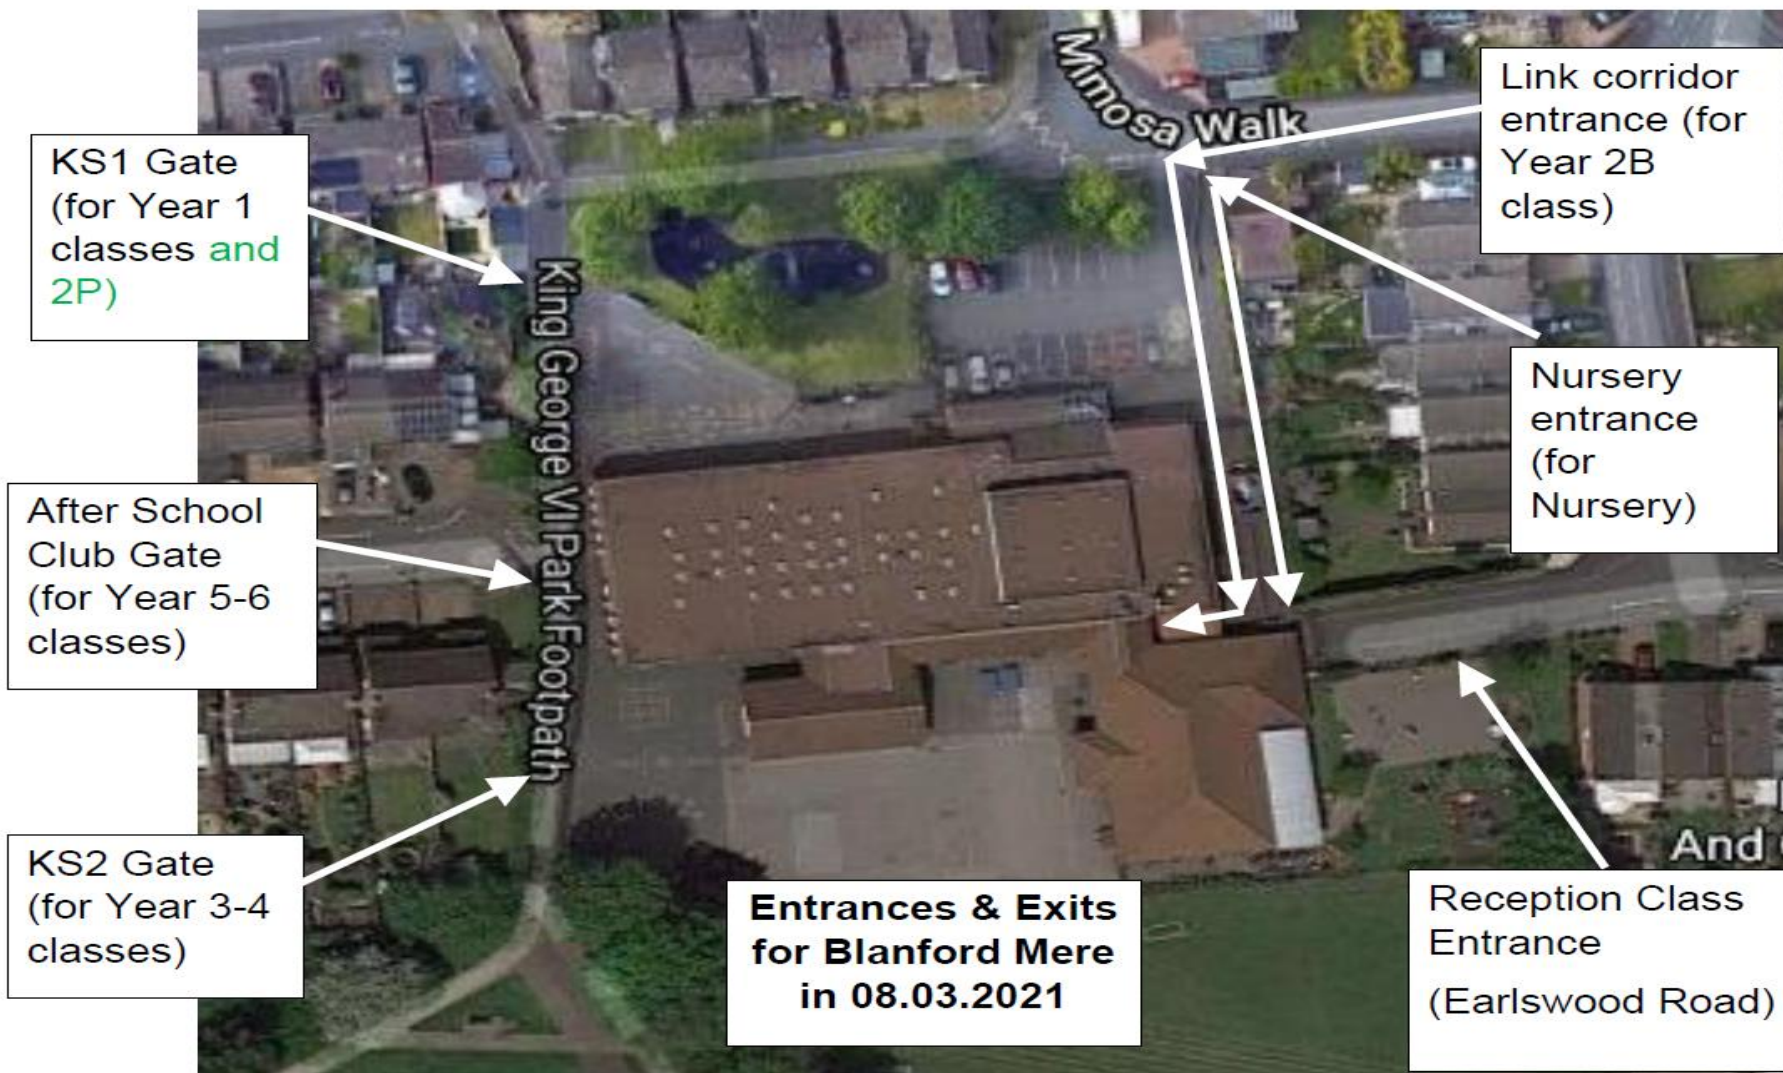 Mimosa Walk
Link corridor
entrance (for
Year 2B
class)
KS1 Gate
(for Year 1
classes and
2P)
King George VI Park Footpath
Nursery
entrance
(for
Nursery)
After School
Club Gate
(for Year 5-6
classes)
KS2 Gate
(for Year 3-4
classes)
And
Entrances & Exits
for Blanford Mere
in 08.03.2021
Reception Class
Entrance
(Earlswood Road)